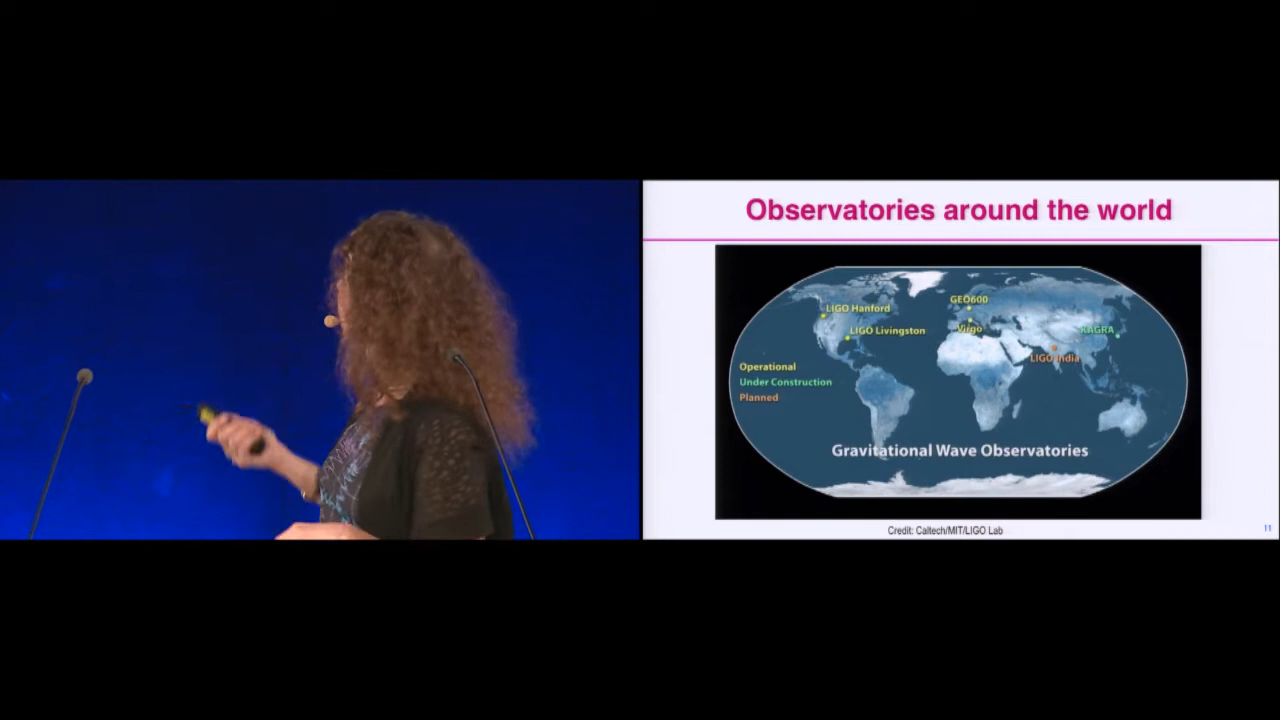 Observatories around the world
GEO600
LIGO Hanford
Virgo
KAGRA
LIGO Livingston
LIGO India
Operational
Under Construction
Planned
Gravitational Wave Observatories
Credit: Caltech/MIT/LIGO Lab
11